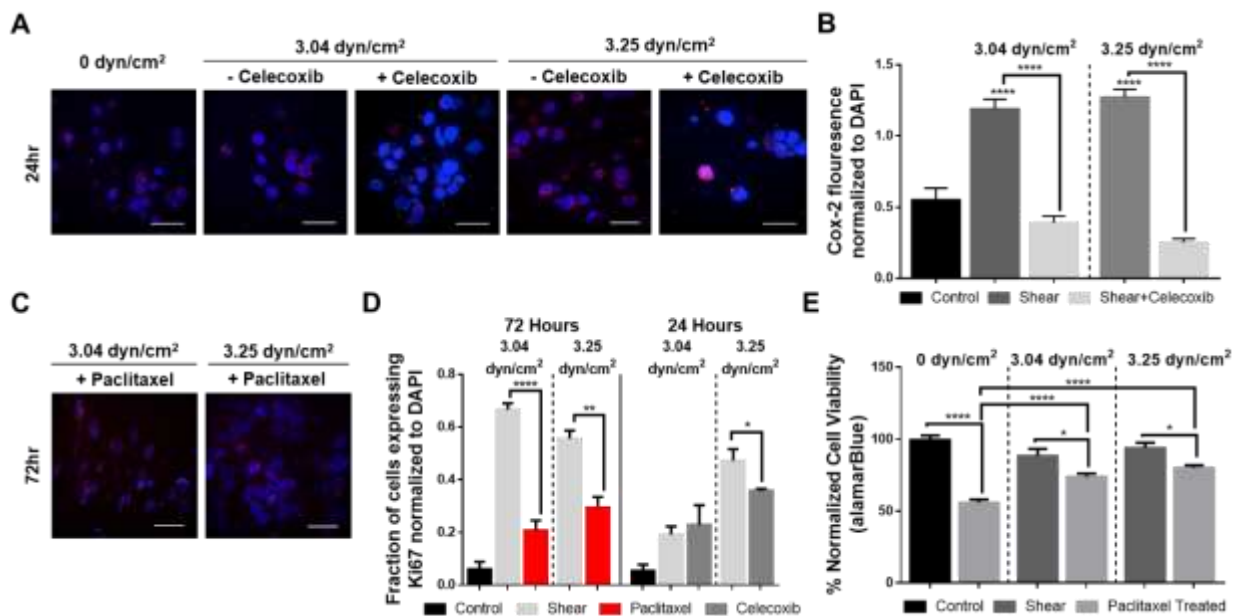 A
0 dyn/cm²
3.04 dyn/cm²
3.25 dyn/cm²
- Celecoxib
+ Celecoxib
- Celecoxib
+ Celecoxib
24hr
B
3.04 dyn/cm²
3.25 dyn/cm²
****
****
****
****
Cox-2 flouresence
normalized to DAPI
1.5
1.0
0.5
0.0
Control
Shear
Shear+Celecoxib
C
3.04 dyn/cm²
3.25 dyn/cm²
+ Paclitaxel
+ Paclitaxel
72hr
D
72 Hours
24 Hours
3.04
dyn/cm²
3.25
dyn/cm²
3.04
dyn/cm²
3.25
dyn/cm²
****
**
*
Fraction of cells expressing
Ki67 normalized to DAPI
0.8
0.6
0.4
0.2
0.0
Control
Shear
Paclitaxel
Celecoxib
E
0 dyn/cm²
3.04 dyn/cm²
3.25 dyn/cm²
****
****
****
*
*
% Normalized Cell Viability
(alamarBlue)
150
100
50
0
Control
Shear
Paclitaxel Treated